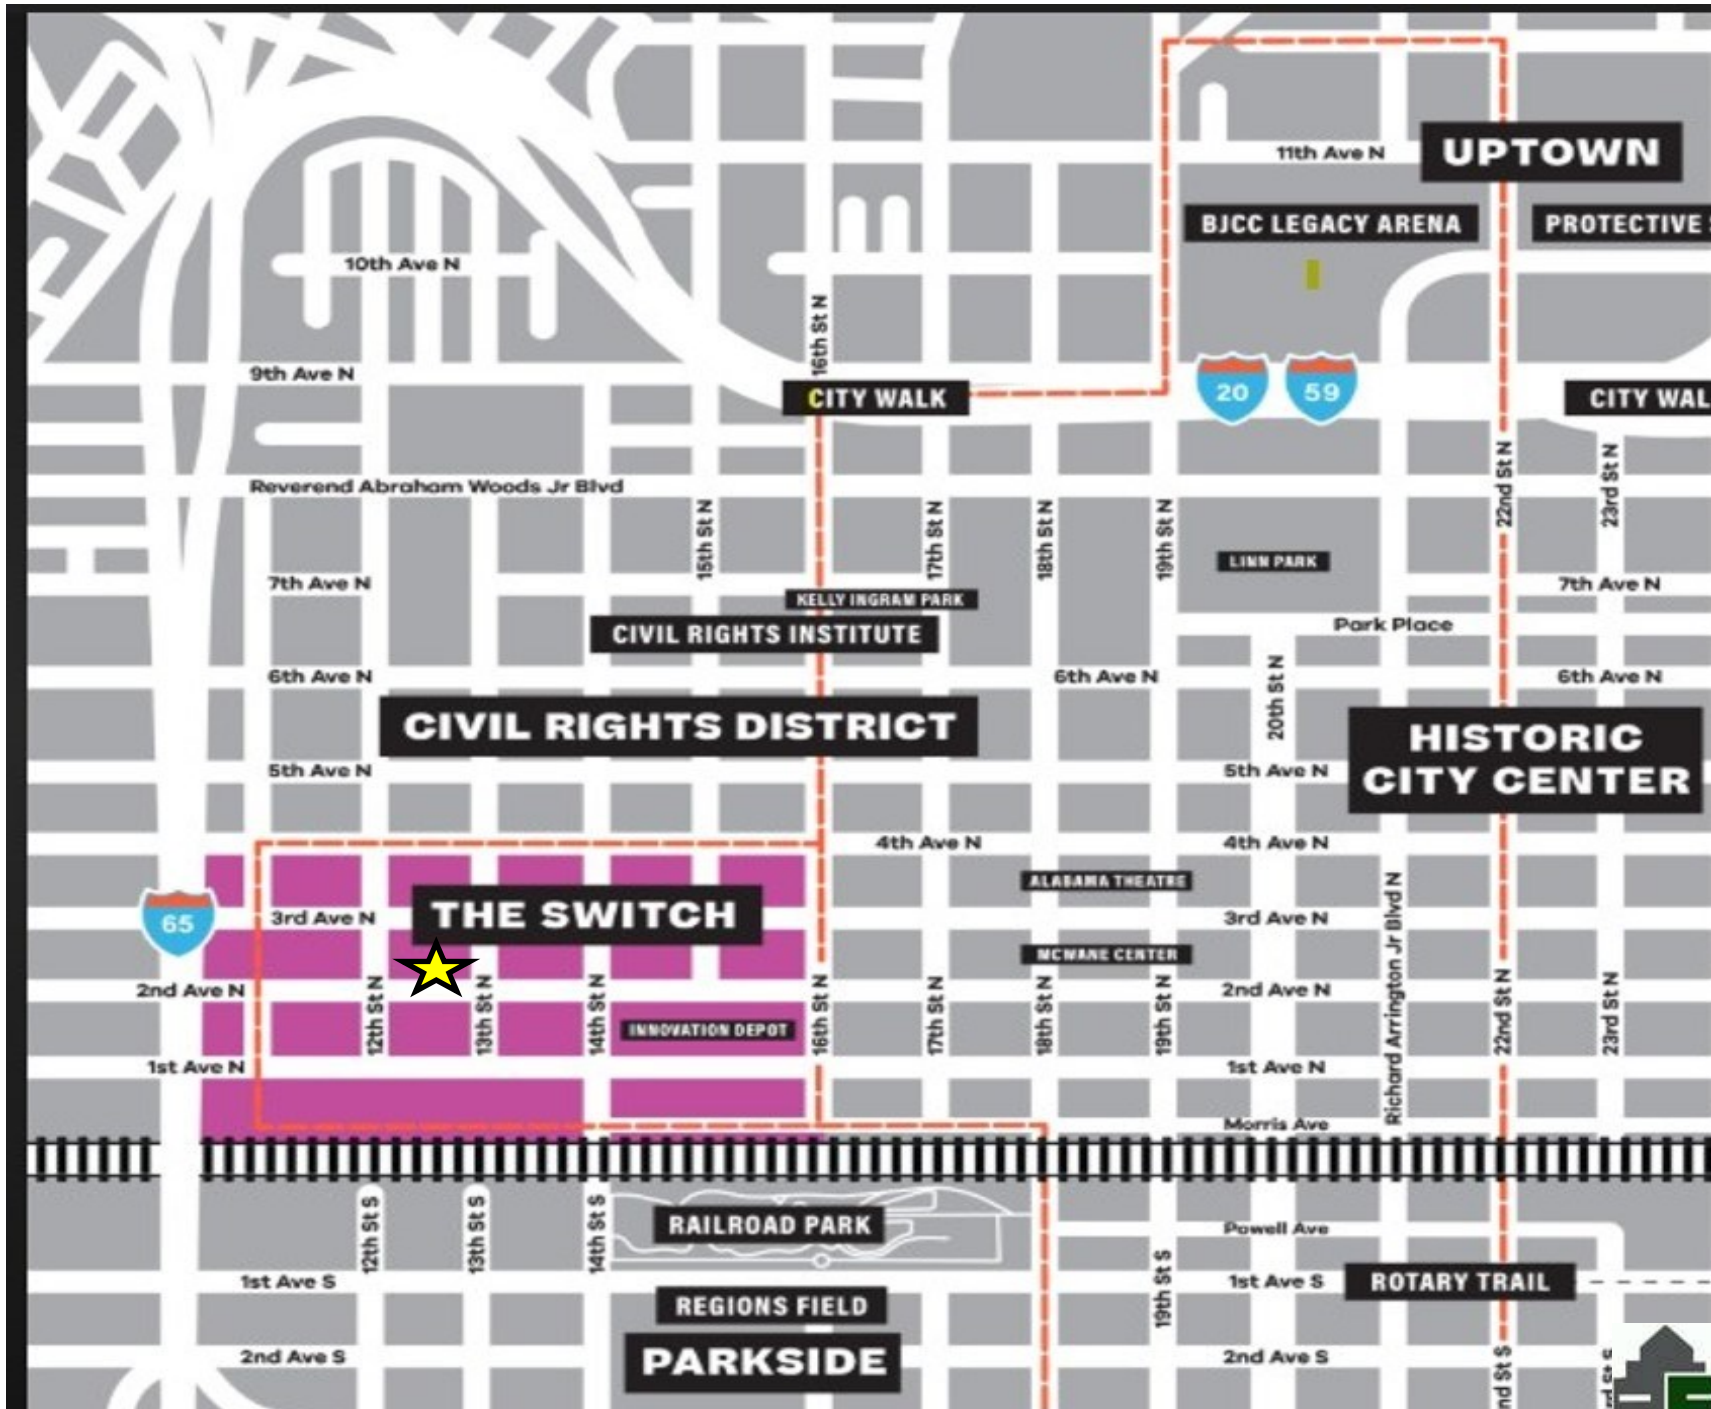 11th Ave N
UPTOWN
BJCC LEGACY ARENA
PROTECTIVE
10th Ave N
16th St N
9th Ave N
CITY WALK
20
59
CITY WAL
Reverend Abraham Woods Jr Blvd
15th St N
17th St N
18th St N
19th St N
22nd St N
23rd St N
LINN PARK
7th Ave N
7th Ave N
KELLY INGRAM PARK
CIVIL RIGHTS INSTITUTE
Park Place
6th Ave N
6th Ave N
6th Ave N
20th St N
CIVIL RIGHTS DISTRICT
HISTORIC
CITY CENTER
5th Ave N
5th Ave N
4th Ave N
4th Ave N
ALABAMA THEATRE
65
3rd Ave N
THE SWITCH
3rd Ave N
MCWANE CENTER
Richard Arrington Jr Blvd N
2nd Ave N
2nd Ave N
12th St N
13th St N
14th St N
INNOVATION DEPOT
16th St N
17th St N
18th St N
19th St N
22nd St N
23rd St N
1st Ave N
1st Ave N
Morris Ave
12th St S
13th St S
14th St S
RAILROAD PARK
Powell Ave
1st Ave S
19th St S
1st Ave S
ROTARY TRAIL
REGIONS FIELD
2nd Ave S
PARKSIDE
2nd Ave S
nd St S